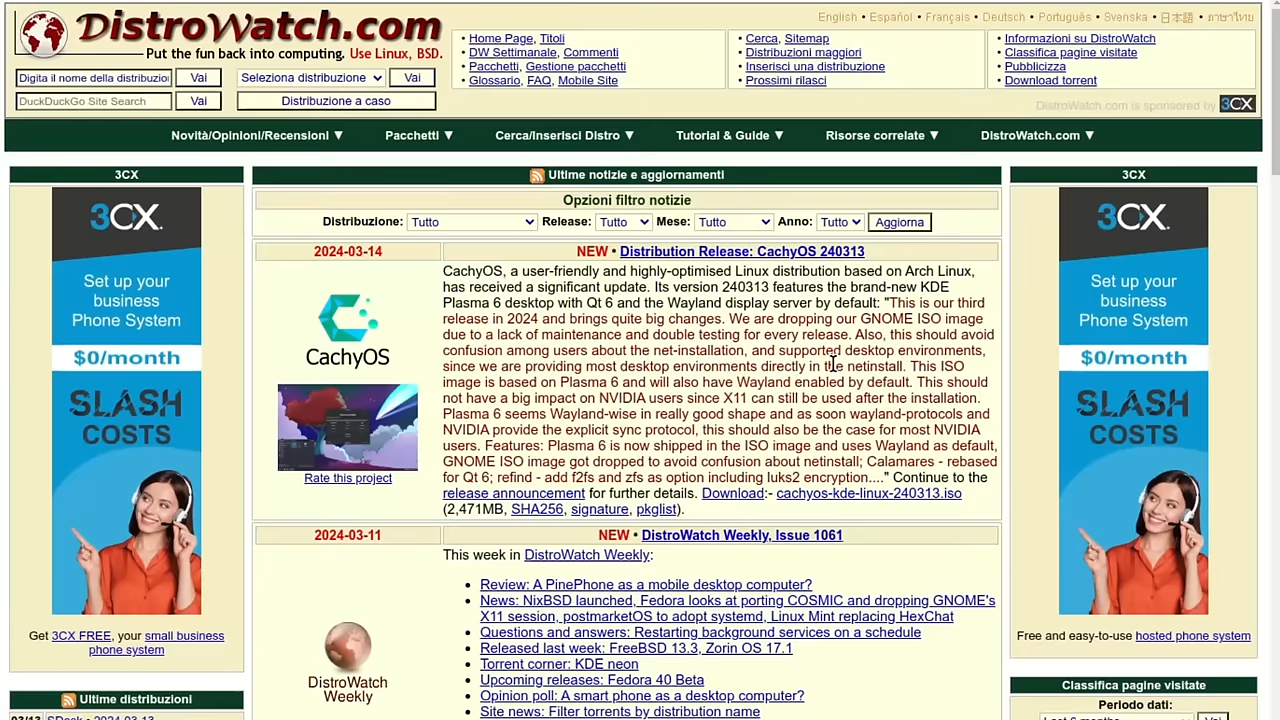 DistroWatch.com
Put the fun back into computing. Use Linux, BSD.
English • Español • Français • Deutsch • Português • Svenska • 日本語 • ภาษาไทย
• Home Page, Titoli
• DW Settimanale, Commenti
• Pacchetti, Gestione pacchetti
• Glossario, FAQ, Mobile Site
• Cerca, Sitemap
• Distribuzioni maggiori
• Inserisci una distribuzione
• Prossimi rilasci
• Informazioni su DistroWatch
• Classifica pagine visitate
• Pubblicizza
• Download torrent
Digita il nome della distribuzion Vai Seleziona distribuzione Vai
DuckDuckGo Site Search Vai Distribuzione a caso
DistroWatch.com is sponsored by 3CX
Novità/Opinioni/Recensioni ▼ Pacchetti ▼ Cerca/Inserisci Distro ▼ Tutorial & Guide ▼ Risorse correlate ▼ DistroWatch.com ▼
3CX
3CX.
Set up your
business
Phone System
$0/month
SLASH
COSTS
Get 3CX FREE, your small business
phone system
Ultime distribuzioni
03/13 SDesk • 2024-03-13
Ultime notizie e aggiornamenti
Opzioni filtro notizie
Distribuzione: Tutto Release: Tutto Mese: Tutto Anno: Tutto Aggiorna
2024-03-14 NEW • Distribution Release: CachyOS 240313
CachyOS
Rate this project
CachyOS, a user-friendly and highly-optimised Linux distribution based on Arch Linux,
has received a significant update. Its version 240313 features the brand-new KDE
Plasma 6 desktop with Qt 6 and the Wayland display server by default: "This is our third
release in 2024 and brings quite big changes. We are dropping our GNOME ISO image
due to a lack of maintenance and double testing for every release. Also, this should avoid
confusion among users about the net-installation, and supported desktop environments,
since we are providing most desktop environments directly in the netinstall. This ISO
image is based on Plasma 6 and will also have Wayland enabled by default. This should
not have a big impact on NVIDIA users since X11 can still be used after the installation.
Plasma 6 seems Wayland-wise in really good shape and as soon wayland-protocols and
NVIDIA provide the explicit sync protocol, this should also be the case for most NVIDIA
users. Features: Plasma 6 is now shipped in the ISO image and uses Wayland as default,
GNOME ISO image got dropped to avoid confusion about netinstall; Calamares - rebased
for Qt 6; refind - add f2fs and zfs as option including luks2 encryption...." Continue to the
release announcement for further details. Download:- cachyos-kde-linux-240313.iso
(2,471MB, SHA256, signature, pkglist).
2024-03-11 NEW • DistroWatch Weekly, Issue 1061
DistroWatch
Weekly
This week in DistroWatch Weekly:
• Review: A PinePhone as a mobile desktop computer?
• News: NixBSD launched, Fedora looks at porting COSMIC and dropping GNOME's
X11 session, postmarketOS to adopt systemd, Linux Mint replacing HexChat
• Questions and answers: Restarting background services on a schedule
• Released last week: FreeBSD 13.3, Zorin OS 17.1
• Torrent corner: KDE neon
• Upcoming releases: Fedora 40 Beta
• Opinion poll: A smart phone as a desktop computer?
• Site news: Filter torrents by distribution name
3CX
3CX.
Set up your
business
Phone System
$0/month
SLASH
COSTS
Free and easy-to-use hosted phone system
Classifica pagine visitate
Periodo dati:
Last 6 months Vai